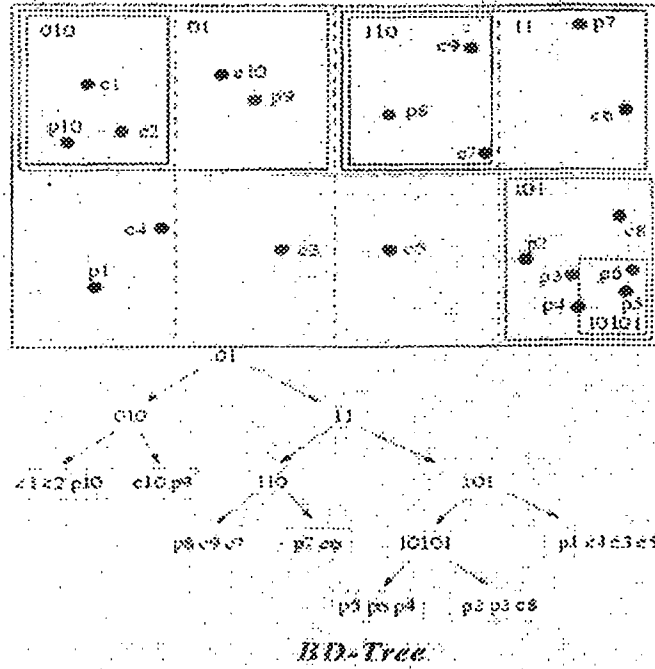 010 01 110 11 p7
c9
c1 c10 p9 p8 c6
p10 c2 c7
101
c4 c8
p2
c3 c5
p1 p3 p6
p4 p5
10101
01
010 11
c1 c2 p10 c10 p9 110 101
p8 c9 c7 p7 10101 p1 c4 c3 c5
p5 p6 p4 p2 p3 c8
BD-Tree